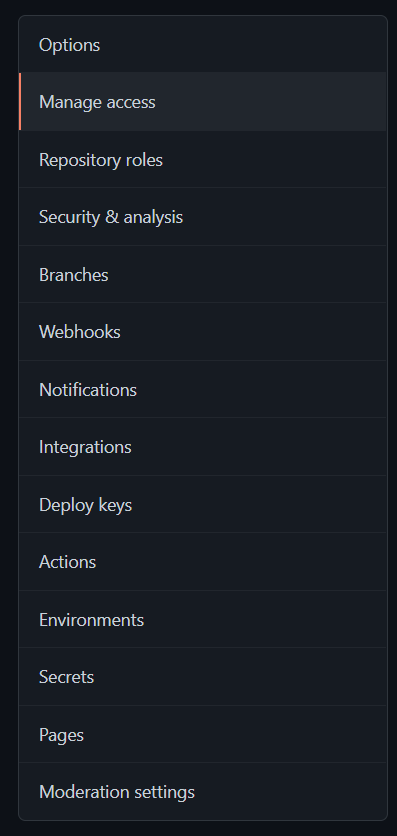 Options
Manage access
Repository roles
Security & analysis
Branches
Webhooks
Notifications
Integrations
Deploy keys
Actions
Environments
Secrets
Pages
Moderation settings